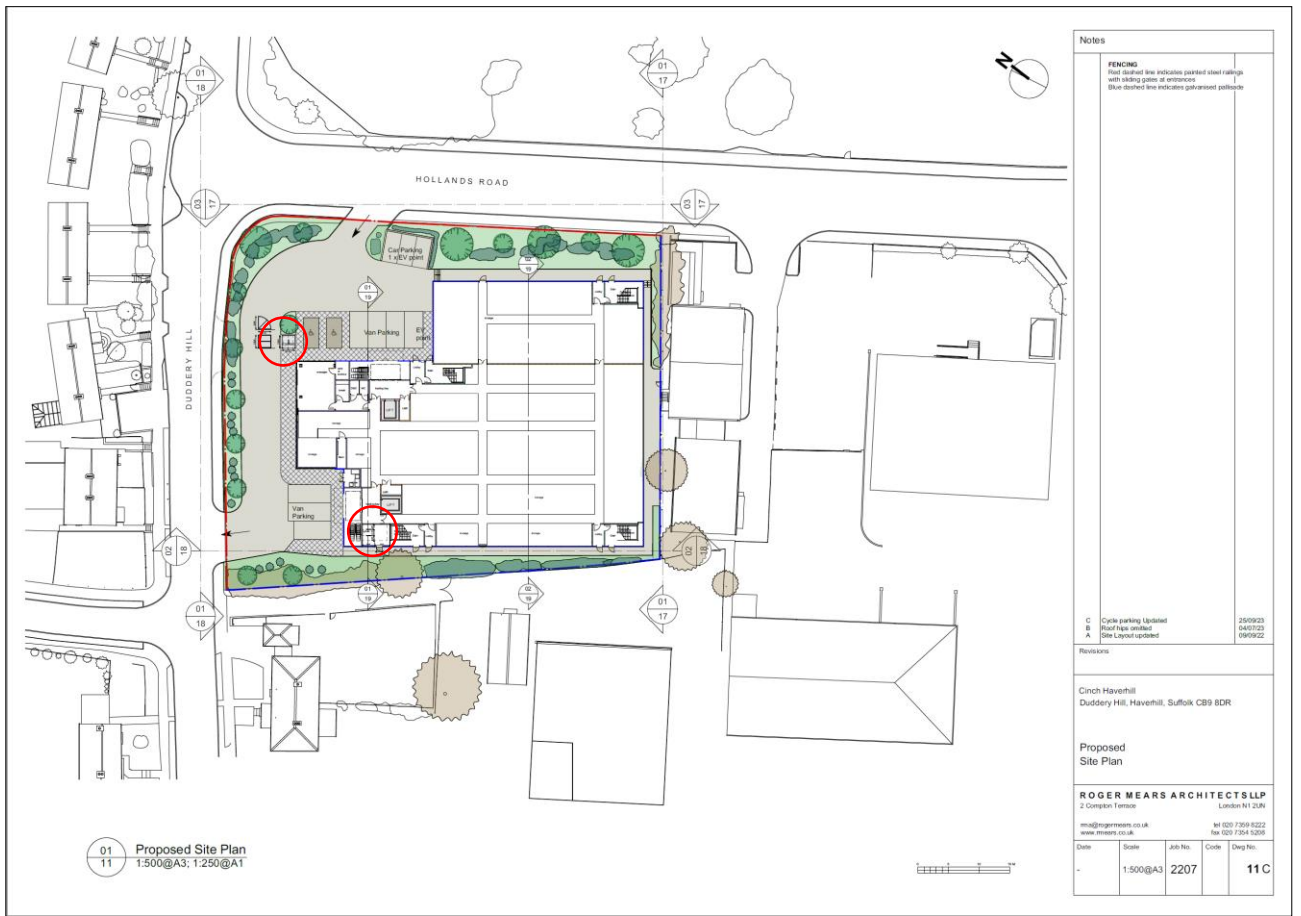 Notes
FENCING
Red dashed line indicates painted steel railings
with sliding gates at entrances
Blue dashed line indicates galvanised pallisade
01
18
01
17
N
HOLLANDS ROAD
03
17
03
17
Car Parking
1 x EV point
02
19
01
19
DUDDERY HILL
Van Parking
EV
point
Van
Parking
02
18
02
18
01
18
01
19
02
19
01
17
C Cycle parking Updated 25/09/23
B Roof hips omitted 04/07/23
A Site Layout updated 09/09/22
Revisions
Cinch Haverhill
Duddery Hill, Haverhill, Suffolk CB9 8DR
Proposed
Site Plan
ROGER MEARS ARCHITECTS LLP
2 Compton Terrace London N1 2UN
rma@rogermears.co.uk tel 020 7359 8222
www.rmears.co.uk fax 020 7354 5208
Date Scale Job No. Code Dwg No.
- 1:500@A3 2207 11 C
01
11
Proposed Site Plan
1:500@A3; 1:250@A1